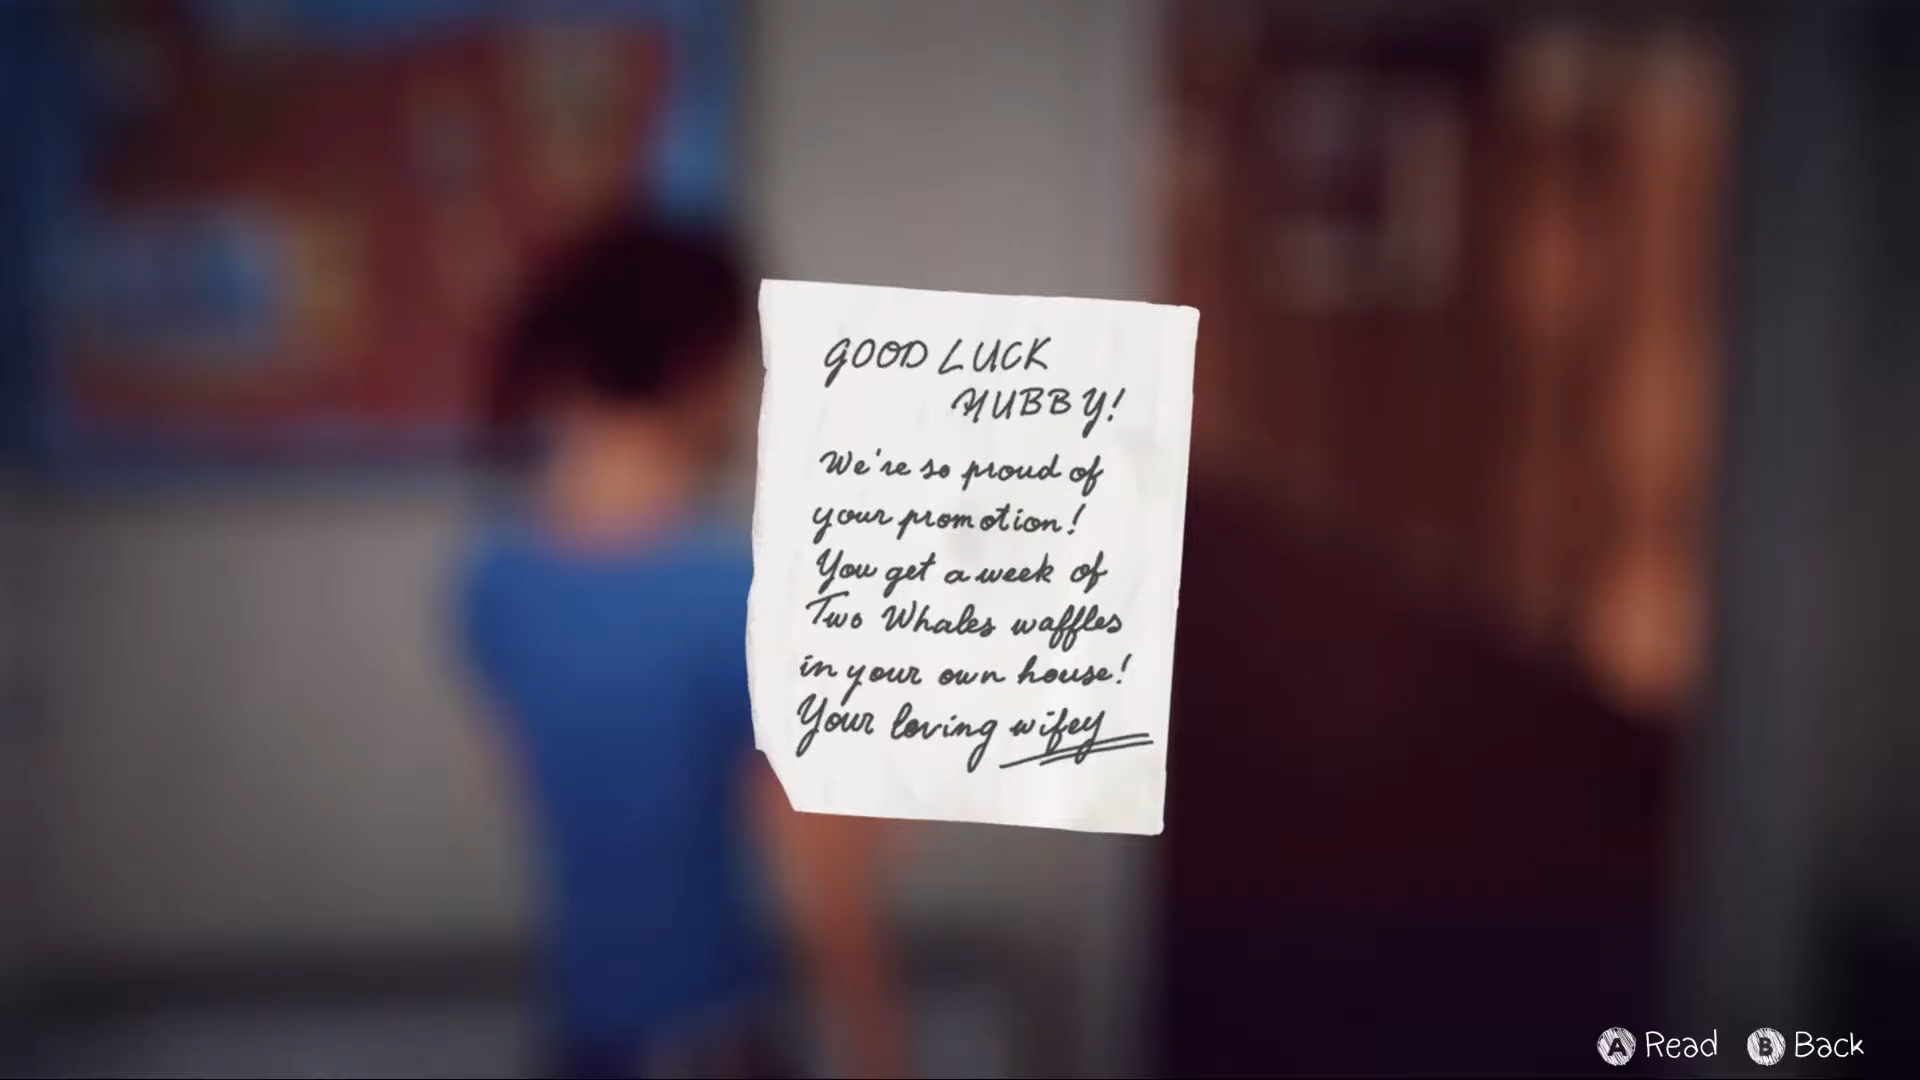 GOOD LUCK
HUBBY!
We're so proud of
your promotion!
You get a week of
Two Whales waffles
in your own house!
Your loving wifey
A Read B Back